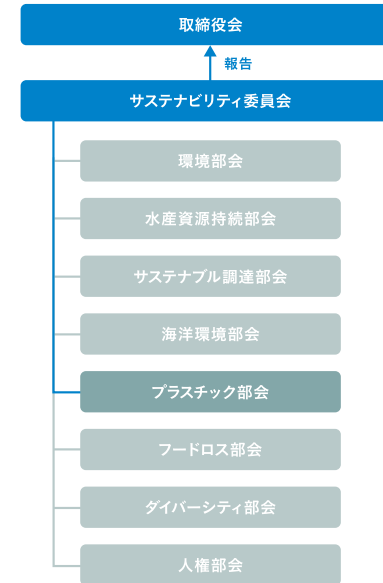 取締役会
報告
サステナビリティ委員会
環境部会
水産資源持続部会
サステナブル調達部会
海洋環境部会
プラスチック部会
フードロス部会
ダイバーシティ部会
人権部会